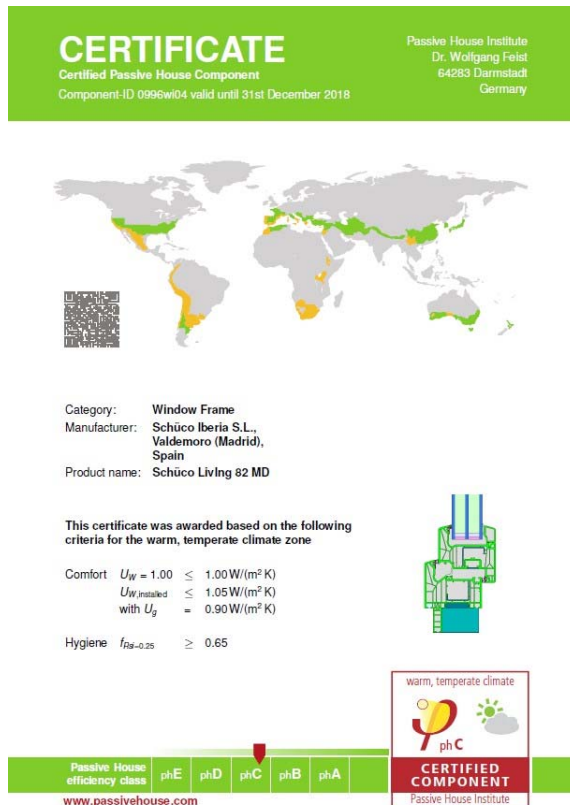 CERTIFICATE
Certified Passive House Component
Component-ID 0996wi04 valid until 31st December 2018
Passive House Institute
Dr. Wolfgang Feist
64283 Darmstadt
Germany
Category: Window Frame
Manufacturer: Schüco Iberia S.L.,
Valdemoro (Madrid),
Spain
Product name: Schüco LivIng 82 MD
This certificate was awarded based on the following
criteria for the warm, temperate climate zone
Comfort U_W = 1.00 ≤ 1.00 W/(m² K)
U_W,installed ≤ 1.05 W/(m² K)
with U_g = 0.90 W/(m² K)
Hygiene f_Rsi=0.25 ≥ 0.65
warm, temperate climate
phC
CERTIFIED
COMPONENT
Passive House Institute
Passive House
efficiency class
phE phD phC phB phA
www.passivehouse.com